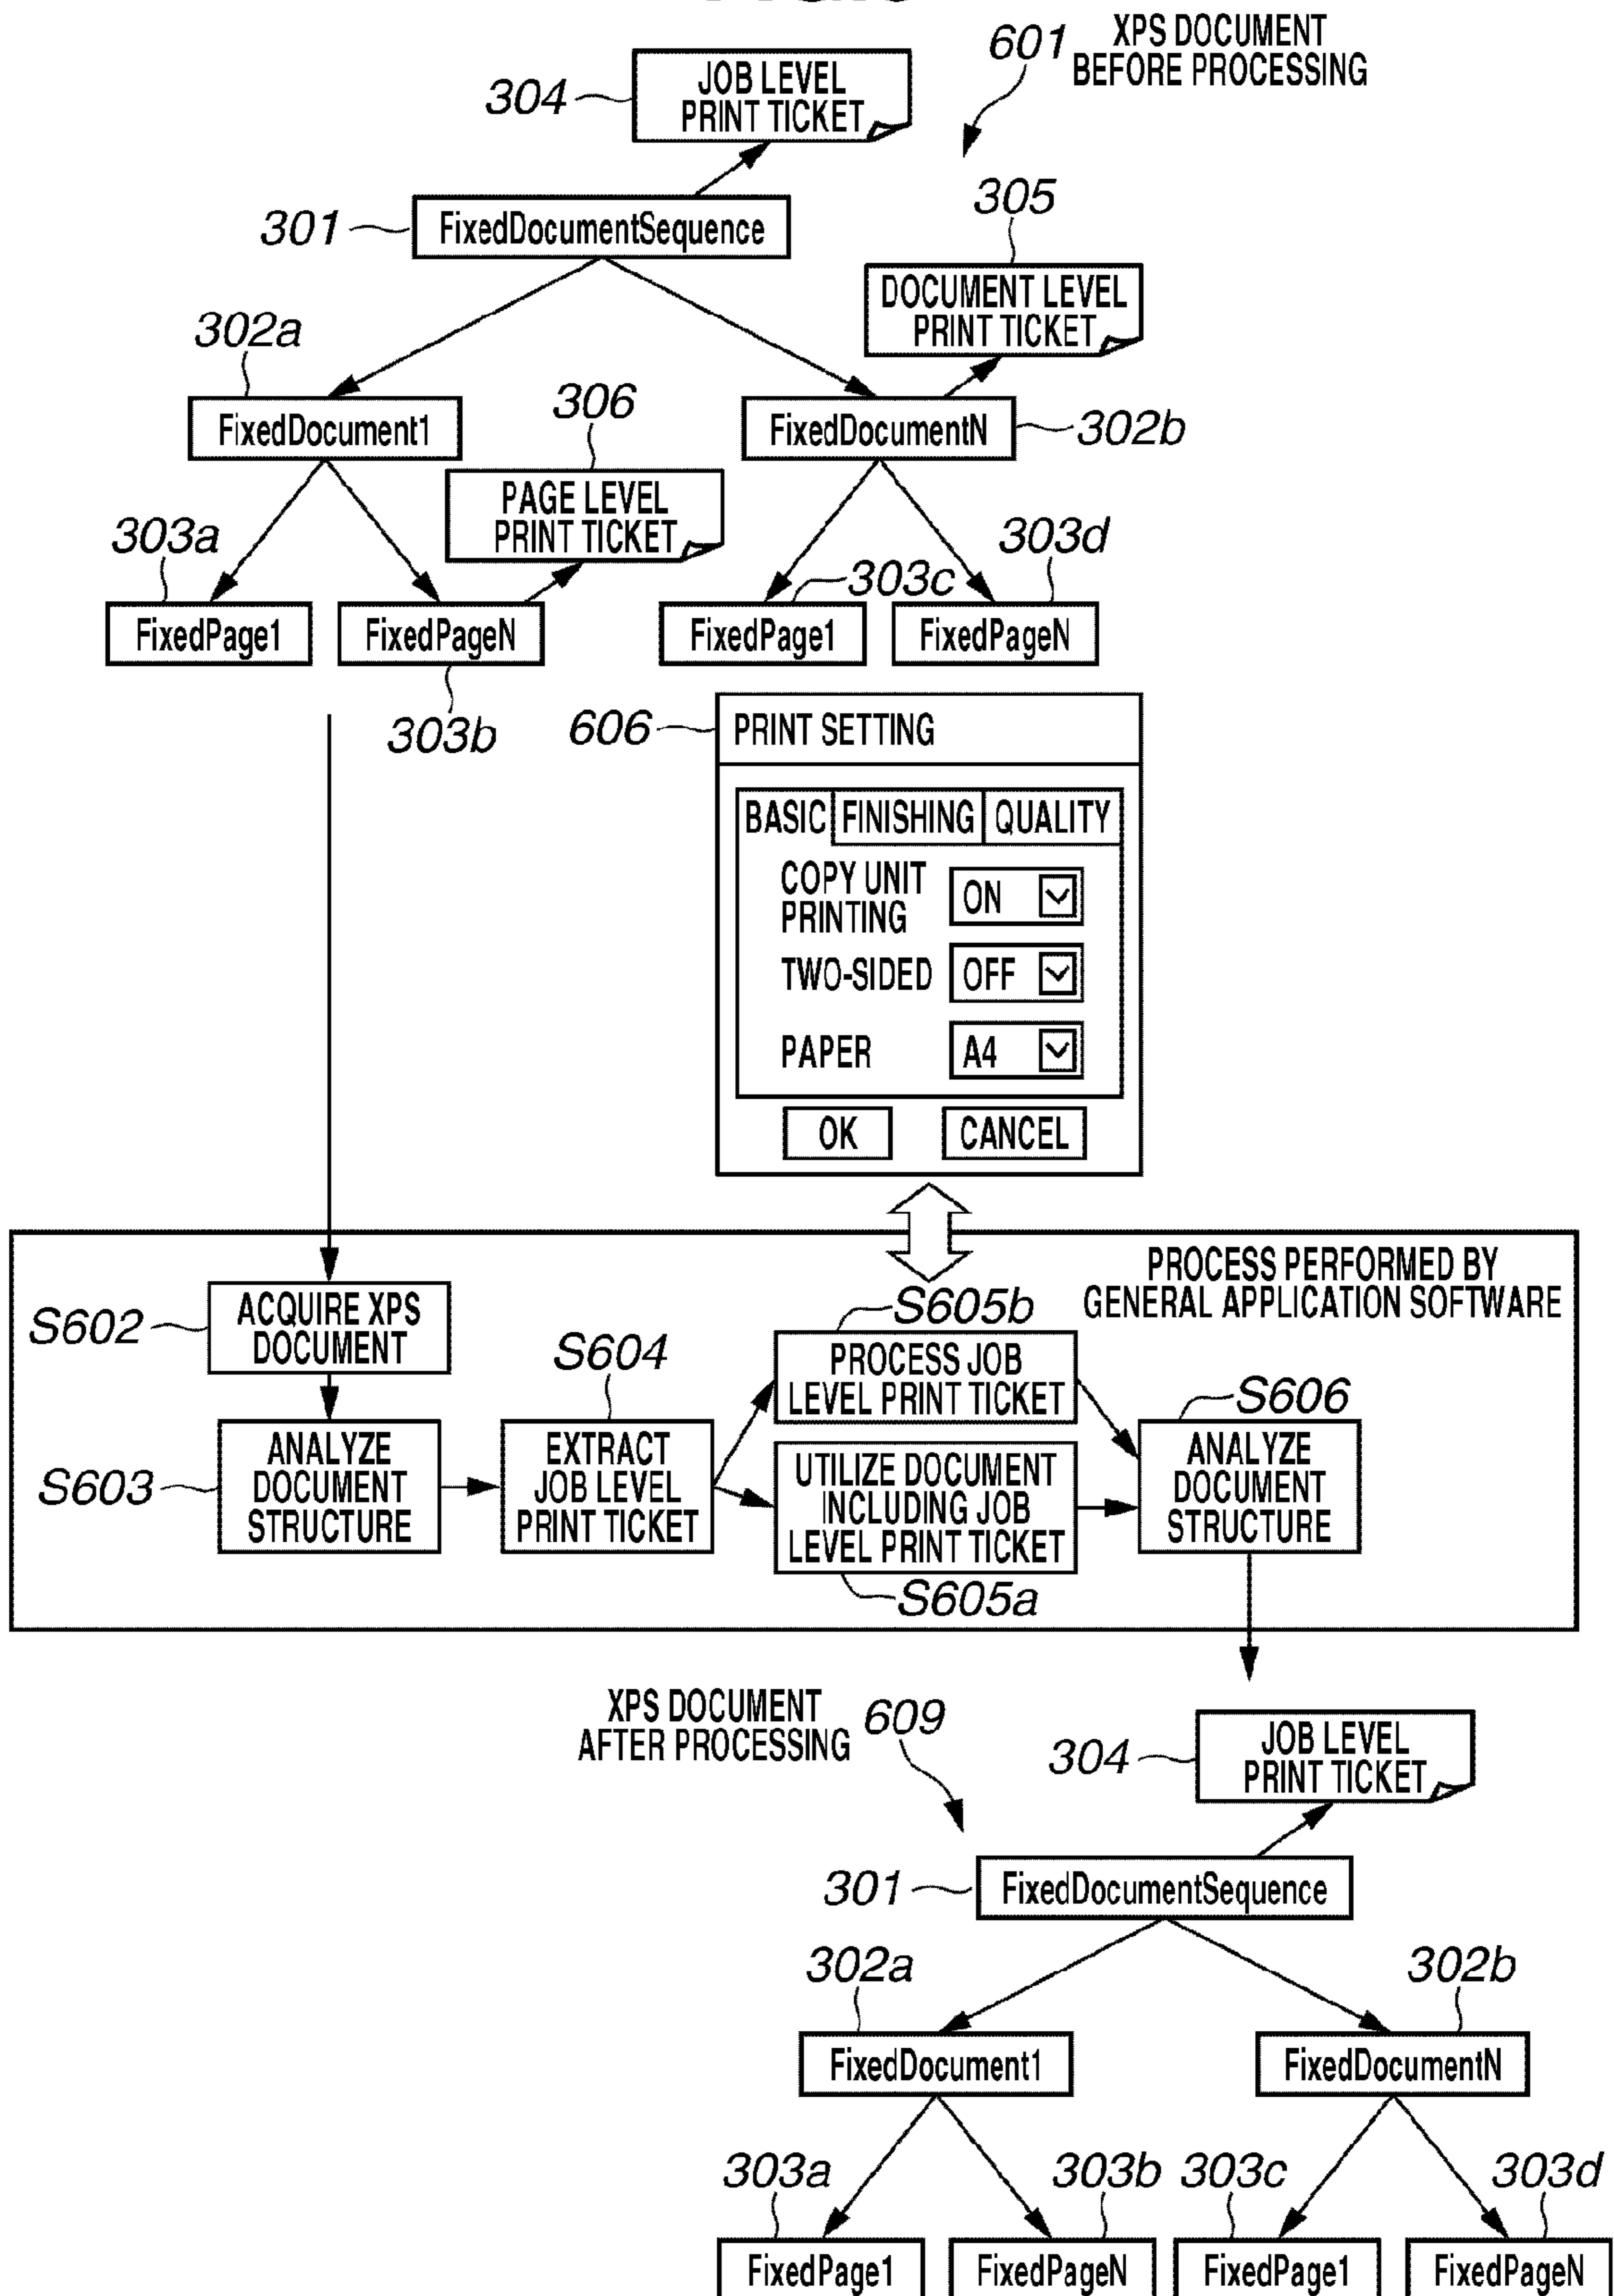 601
XPS DOCUMENT
BEFORE PROCESSING
304
JOB LEVEL
PRINT TICKET
305
301
FixedDocumentSequence
DOCUMENT LEVEL
PRINT TICKET
302a
306
FixedDocument1
FixedDocumentN
302b
PAGE LEVEL
PRINT TICKET
303a
303c
303d
FixedPage1
FixedPageN
FixedPage1
FixedPageN
303b
606
PRINT SETTING
BASIC
FINISHING
QUALITY
COPY UNIT
PRINTING
ON
TWO-SIDED
OFF
PAPER
A4
OK
CANCEL
PROCESS PERFORMED BY
GENERAL APPLICATION SOFTWARE
S602
ACQUIRE XPS
DOCUMENT
S604
S605b
PROCESS JOB
LEVEL PRINT TICKET
S606
S603
ANALYZE
DOCUMENT
STRUCTURE
EXTRACT
JOB LEVEL
PRINT TICKET
UTILIZE DOCUMENT
INCLUDING JOB
LEVEL PRINT TICKET
ANALYZE
DOCUMENT
STRUCTURE
S605a
XPS DOCUMENT
AFTER PROCESSING
609
304
JOB LEVEL
PRINT TICKET
301
FixedDocumentSequence
302a
302b
FixedDocument1
FixedDocumentN
303a
303b
303c
303d
FixedPage1
FixedPageN
FixedPage1
FixedPageN